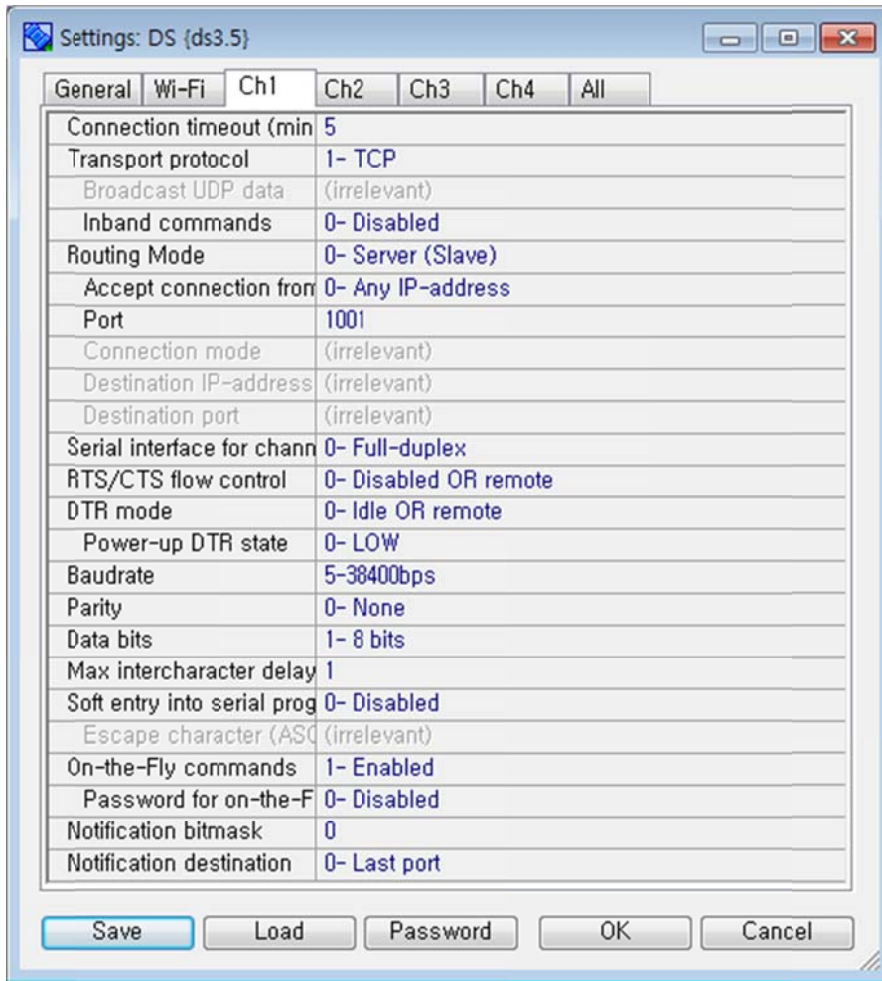 Settings: DS {ds3.5}
General Wi-Fi Ch1 Ch2 Ch3 Ch4 All
Connection timeout (min 5
Transport protocol 1- TCP
Broadcast UDP data (irrelevant)
Inband commands 0- Disabled
Routing Mode 0- Server (Slave)
Accept connection from 0- Any IP-address
Port 1001
Connection mode (irrelevant)
Destination IP-address (irrelevant)
Destination port (irrelevant)
Serial interface for chann 0- Full-duplex
RTS/CTS flow control 0- Disabled OR remote
DTR mode 0- Idle OR remote
Power-up DTR state 0- LOW
Baudrate 5-38400bps
Parity 0- None
Data bits 1- 8 bits
Max intercharacter delay 1
Soft entry into serial prog 0- Disabled
Escape character (ASC (irrelevant)
On-the-Fly commands 1- Enabled
Password for on-the-F 0- Disabled
Notification bitmask 0
Notification destination 0- Last port
Save Load Password OK Cancel